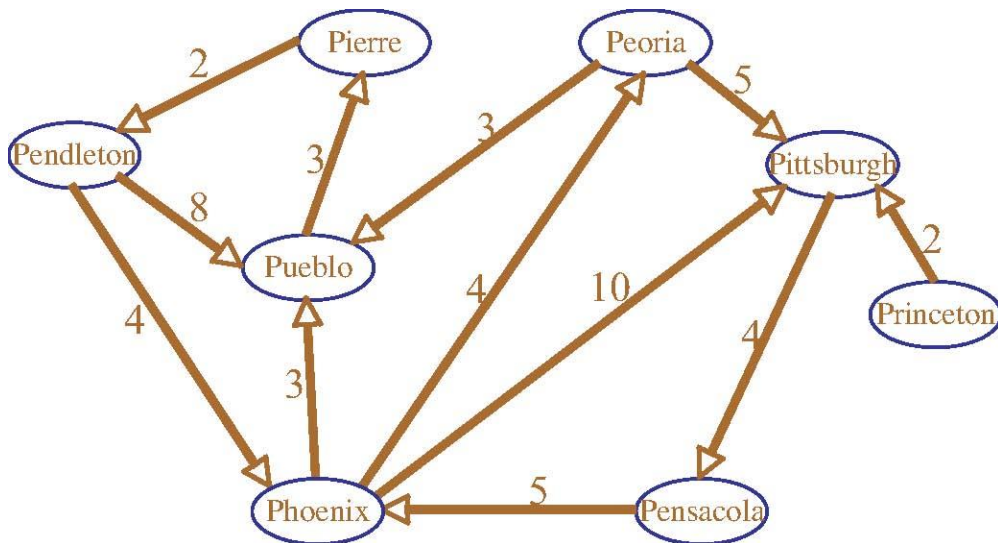 Pierre
Peoria
2
5
Pendleton
3
3
Pittsburgh
8
Pueblo
2
4
4
10
Princeton
4
3
5
Phoenix
Pensacola